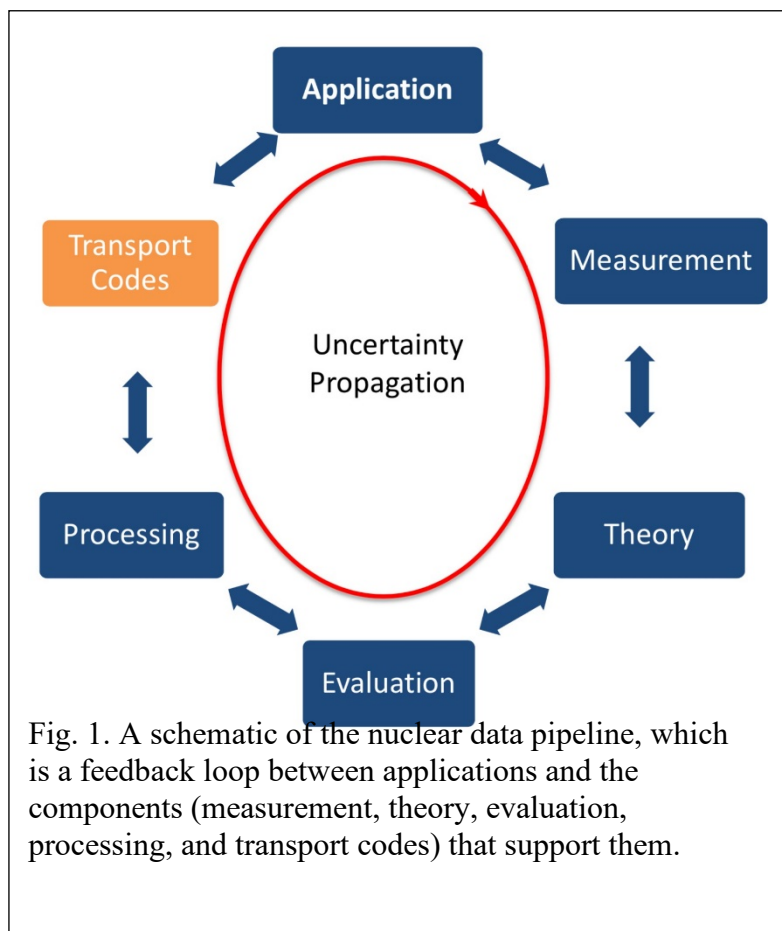 Application
Transport
Codes
Measurement
Uncertainty
Propagation
Processing
Theory
Evaluation
Fig. 1. A schematic of the nuclear data pipeline, which
is a feedback loop between applications and the
components (measurement, theory, evaluation,
processing, and transport codes) that support them.